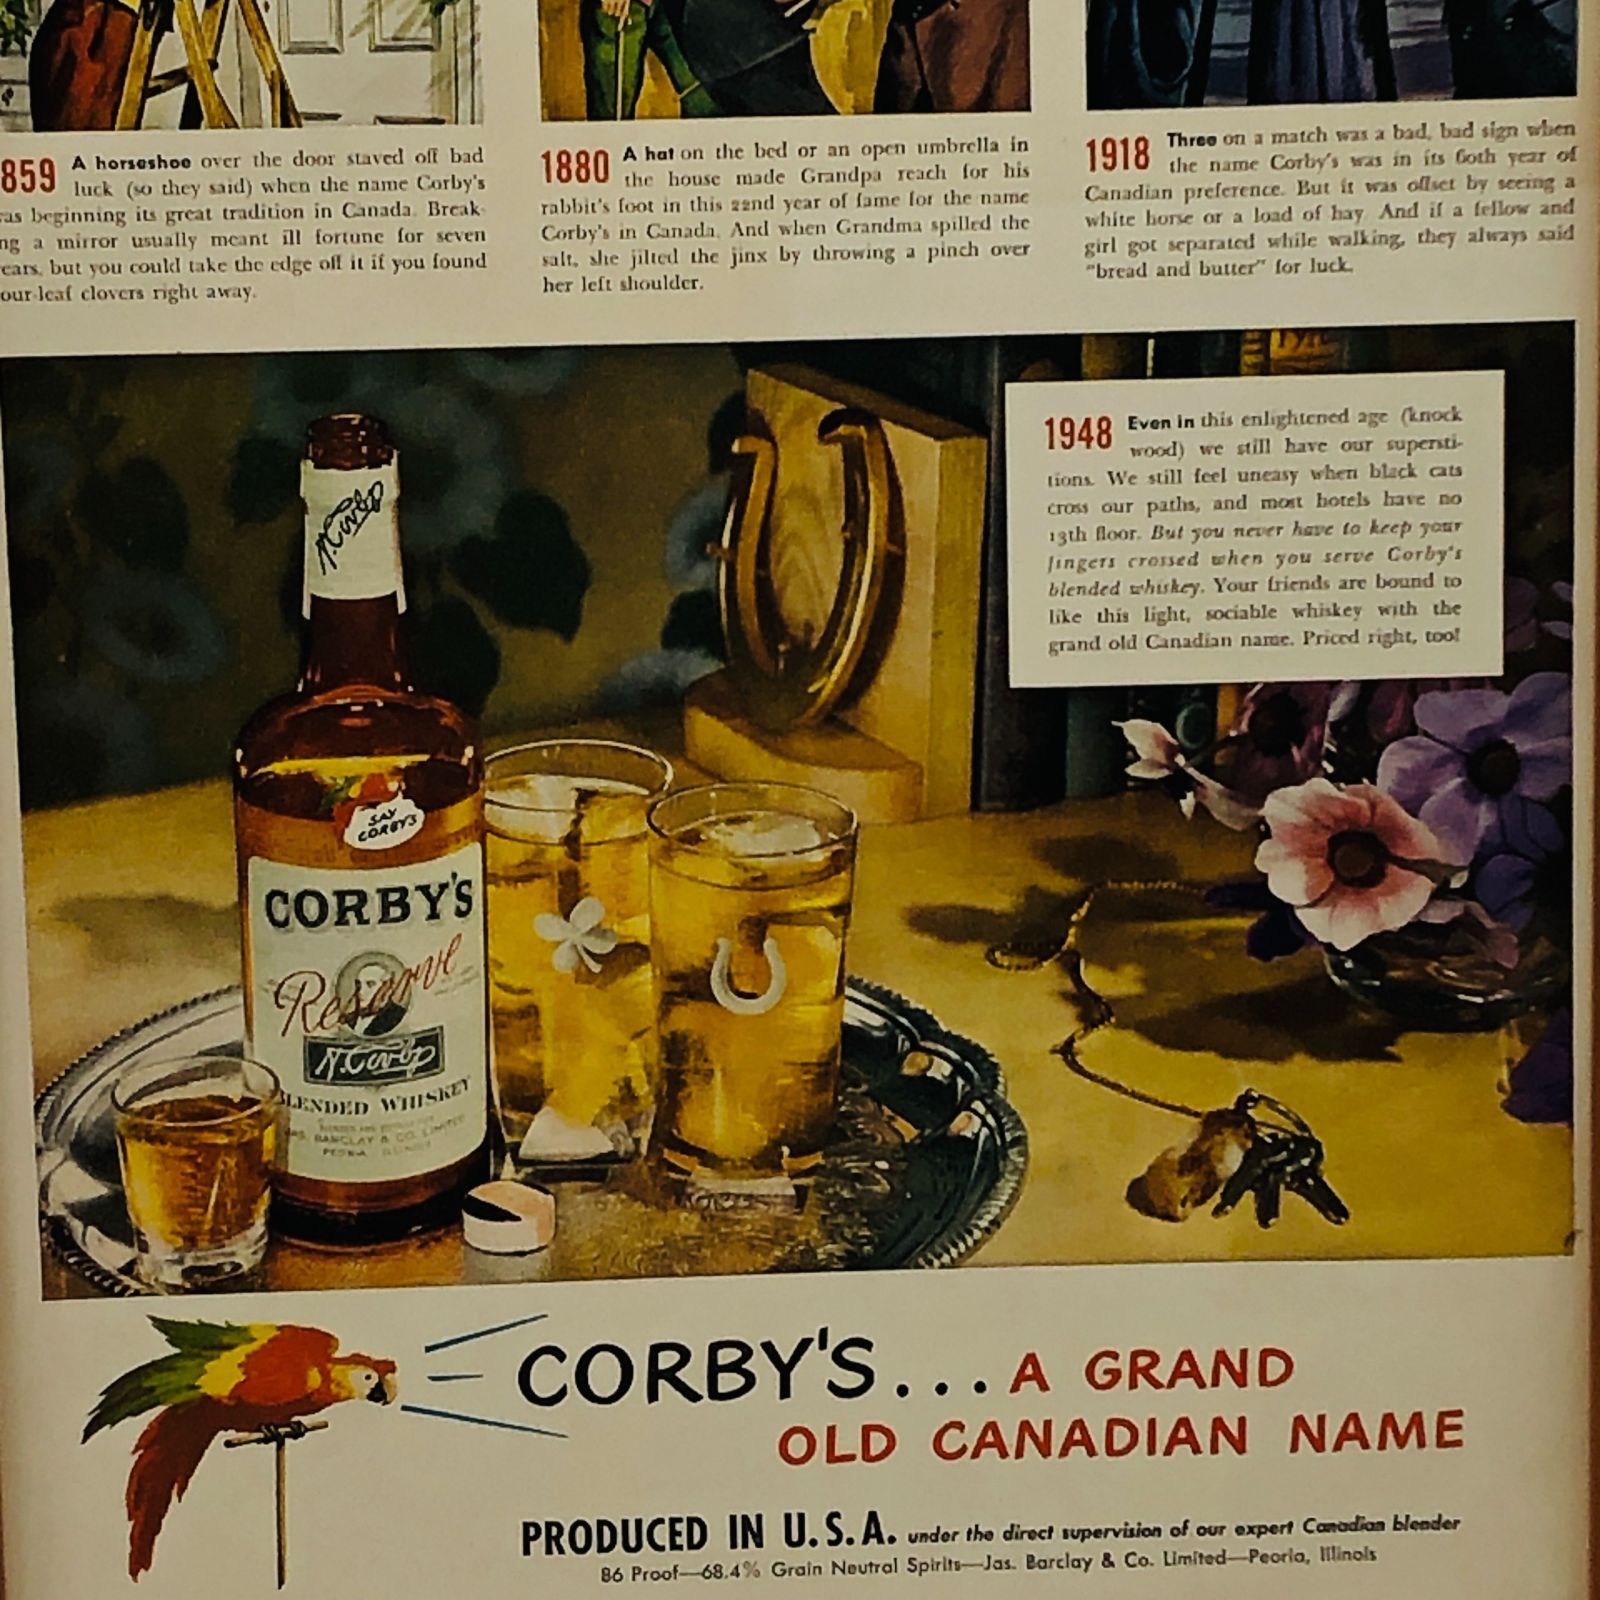 859 A horseshoe over the door staved off bad
luck (so they said) when the name Corby's
as beginning its great tradition in Canada. Break-
ng a mirror usually meant ill fortune for seven
ears, but you could take the edge off it if you found
our-leaf clovers right away.
1880 A hat on the bed or an open umbrella in
the house made Grandpa reach for his
rabbit's foot in this 22nd year of fame for the name
Corby's in Canada. And when Grandma spilled the
salt, she jilted the jinx by throwing a pinch over
her left shoulder.
1918 Three on a match was a bad, bad sign when
the name Corby's was in its 60th year of
Canadian preference. But it was offset by seeing a
white horse or a load of hay. And if a fellow and
girl got separated while walking, they always said
"bread and butter" for luck.
1948 Even in this enlightened age (knock
wood) we still have our supersti-
tions. We still feel uneasy when black cats
cross our paths, and most hotels have no
13th floor. But you never have to keep your
fingers crossed when you serve Corby's
blended whiskey. Your friends are bound to
like this light, sociable whiskey with the
grand old Canadian name. Priced right, too!
N. Corby
SAY
CORBY'S
CORBY'S
Reserve
N. Corby
BLENDED WHISKEY
JAS. BARCLAY & CO. LIMITED
PEORIA ILLINOIS
CORBY'S... A GRAND
OLD CANADIAN NAME
PRODUCED IN U.S.A. under the direct supervision of our expert Canadian blender
86 Proof—68.4% Grain Neutral Spirits—Jas. Barclay & Co. Limited—Peoria, Illinois